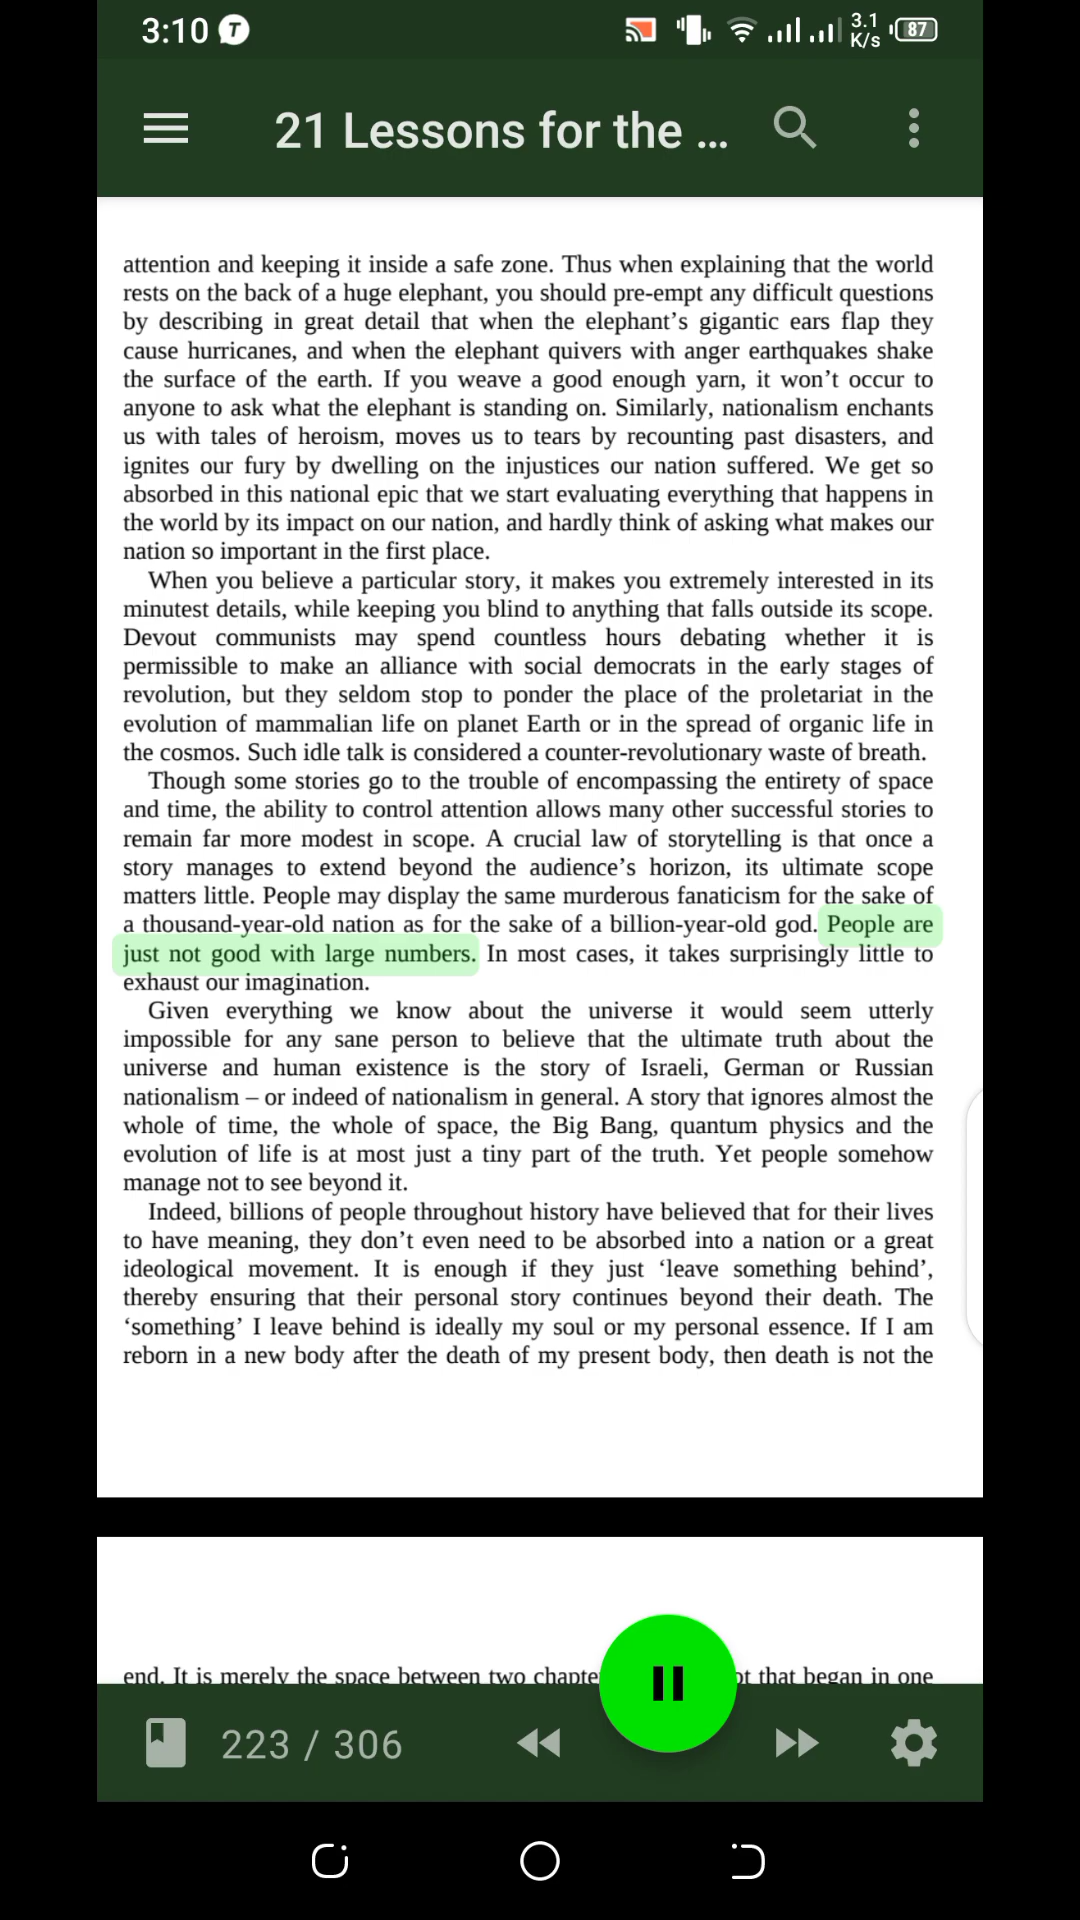 3:10 T 3.1 K/s 87
21 Lessons for the ...
attention and keeping it inside a safe zone. Thus when explaining that the world
rests on the back of a huge elephant, you should pre-empt any difficult questions
by describing in great detail that when the elephant’s gigantic ears flap they
cause hurricanes, and when the elephant quivers with anger earthquakes shake
the surface of the earth. If you weave a good enough yarn, it won’t occur to
anyone to ask what the elephant is standing on. Similarly, nationalism enchants
us with tales of heroism, moves us to tears by recounting past disasters, and
ignites our fury by dwelling on the injustices our nation suffered. We get so
absorbed in this national epic that we start evaluating everything that happens in
the world by its impact on our nation, and hardly think of asking what makes our
nation so important in the first place.
When you believe a particular story, it makes you extremely interested in its
minutest details, while keeping you blind to anything that falls outside its scope.
Devout communists may spend countless hours debating whether it is
permissible to make an alliance with social democrats in the early stages of
revolution, but they seldom stop to ponder the place of the proletariat in the
evolution of mammalian life on planet Earth or in the spread of organic life in
the cosmos. Such idle talk is considered a counter-revolutionary waste of breath.
Though some stories go to the trouble of encompassing the entirety of space
and time, the ability to control attention allows many other successful stories to
remain far more modest in scope. A crucial law of storytelling is that once a
story manages to extend beyond the audience’s horizon, its ultimate scope
matters little. People may display the same murderous fanaticism for the sake of
a thousand-year-old nation as for the sake of a billion-year-old god. People are
just not good with large numbers. In most cases, it takes surprisingly little to
exhaust our imagination.
Given everything we know about the universe it would seem utterly
impossible for any sane person to believe that the ultimate truth about the
universe and human existence is the story of Israeli, German or Russian
nationalism – or indeed of nationalism in general. A story that ignores almost the
whole of time, the whole of space, the Big Bang, quantum physics and the
evolution of life is at most just a tiny part of the truth. Yet people somehow
manage not to see beyond it.
Indeed, billions of people throughout history have believed that for their lives
to have meaning, they don’t even need to be absorbed into a nation or a great
ideological movement. It is enough if they just ‘leave something behind’,
thereby ensuring that their personal story continues beyond their death. The
‘something’ I leave behind is ideally my soul or my personal essence. If I am
reborn in a new body after the death of my present body, then death is not the
end. It is merely the space between two that began in one
223 / 306